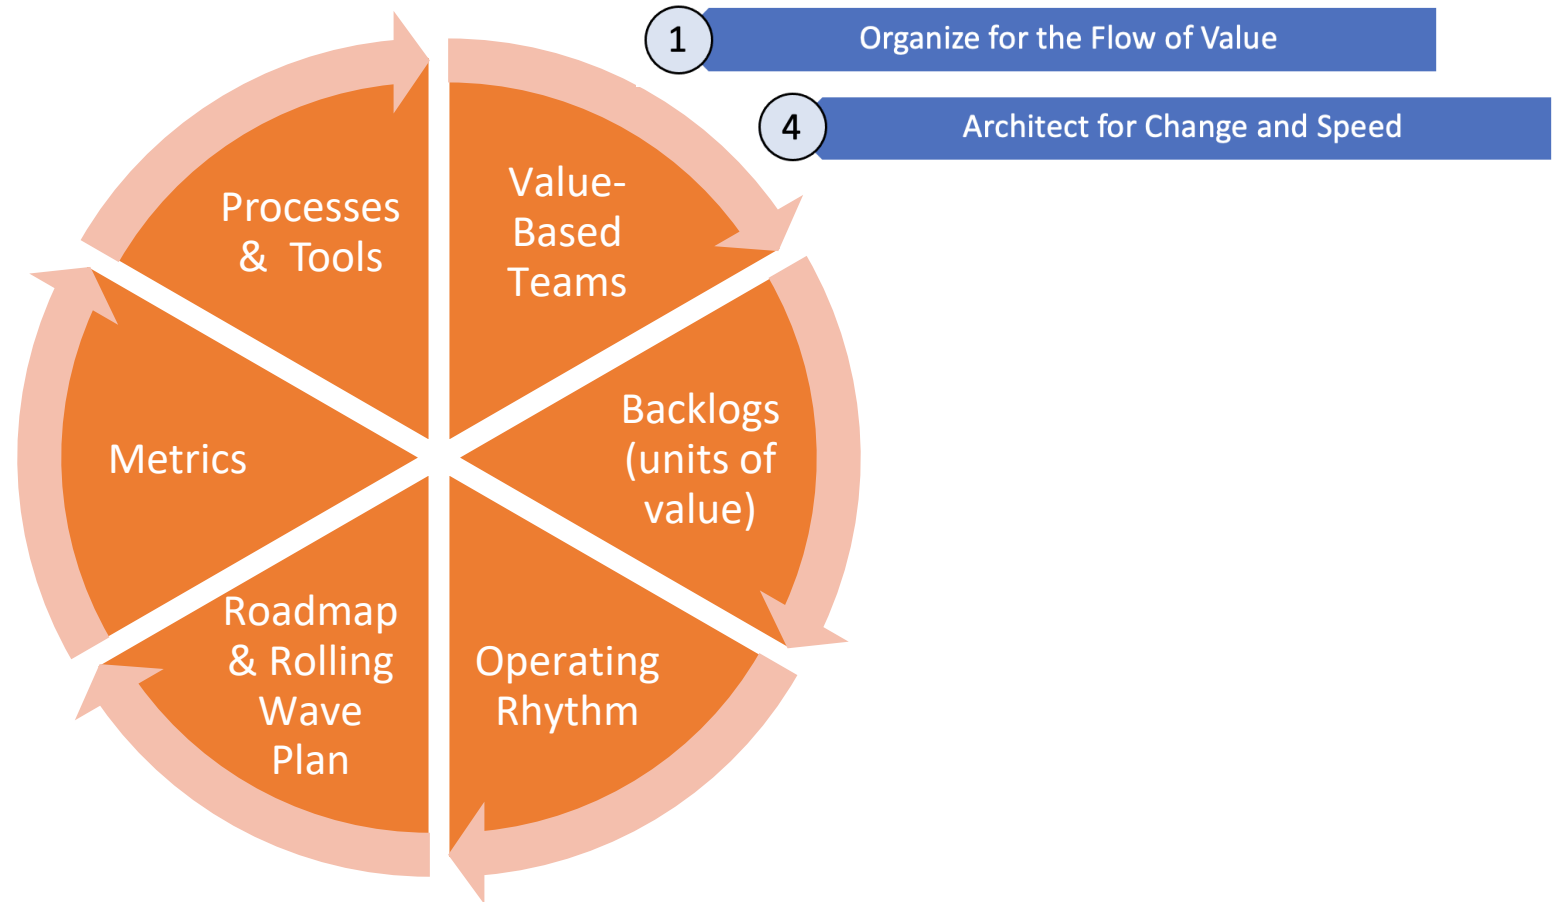 1
Organize for the Flow of Value
4
Architect for Change and Speed
Processes
& Tools
Value-
Based
Teams
Backlogs
(units of
value)
Operating
Rhythm
Roadmap
& Rolling
Wave
Plan
Metrics